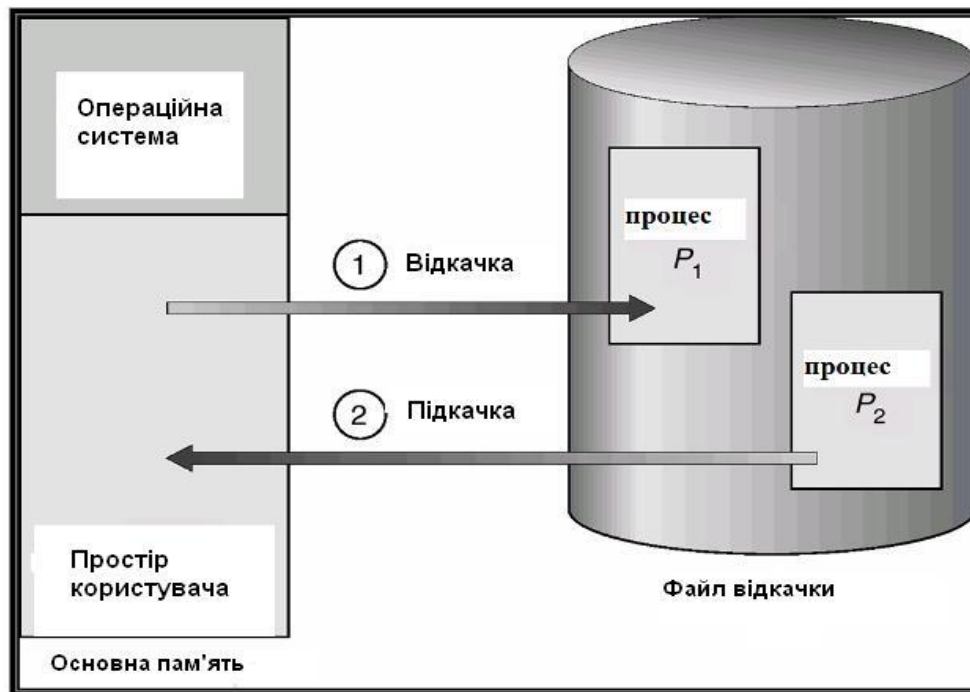 Операційна
система
1 Відкачка
процес
P1
процес
P2
2 Підкачка
Простір
користувача
Файл відкачки
Основна пам'ять